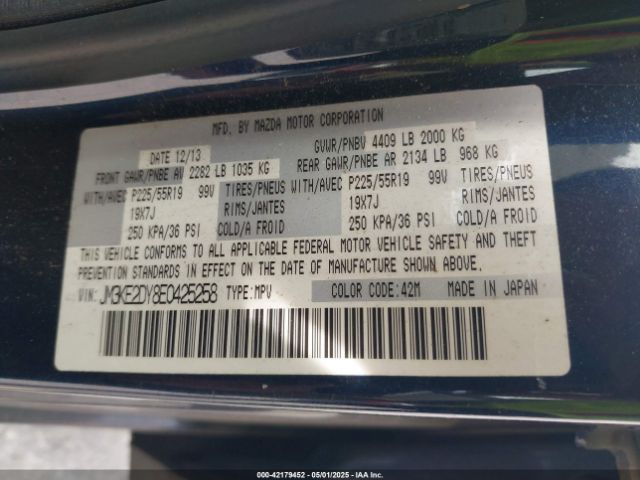 MFD. BY MAZDA MOTOR CORPORATION
DATE 12/13 GVWR/PNBV 4409 LB 2000 KG
FRONT GAWR/PNBE AV 2282 LB 1035 KG REAR GAWR/PNBE AR 2134 LB 968 KG
WITH/AVEC P225/55R19 99V TIRES/PNEUS WITH/AVEC P225/55R19 99V TIRES/PNEUS
19X7J RIMS/JANTES 19X7J RIMS/JANTES
250 KPA/36 PSI COLD/A FROID 250 KPA/36 PSI COLD/A FROID
THIS VEHICLE CONFORMS TO ALL APPLICABLE FEDERAL MOTOR VEHICLE SAFETY AND THEFT
PREVENTION STANDARDS IN EFFECT ON THE DATE OF MANUFACTURE SHOWN ABOVE.
VIN: JM3KE2DY8E0425258 TYPE:MPV COLOR CODE:42M MADE IN JAPAN
000-42179452 - 05/01/2025 - IAAI.COM